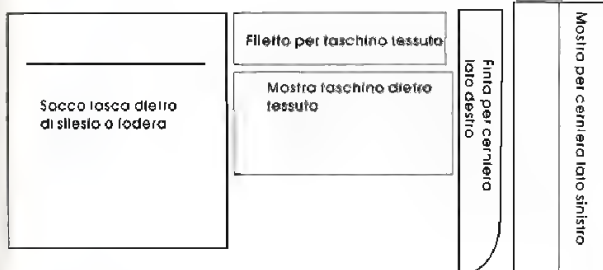 Sacco tasca dietro
di silesia o fodera
Filetto per taschino tessuto
Mostra taschino dietro
tessuto
Finta per cerniera
lato destro
Mostra per cerniera lato sinistro